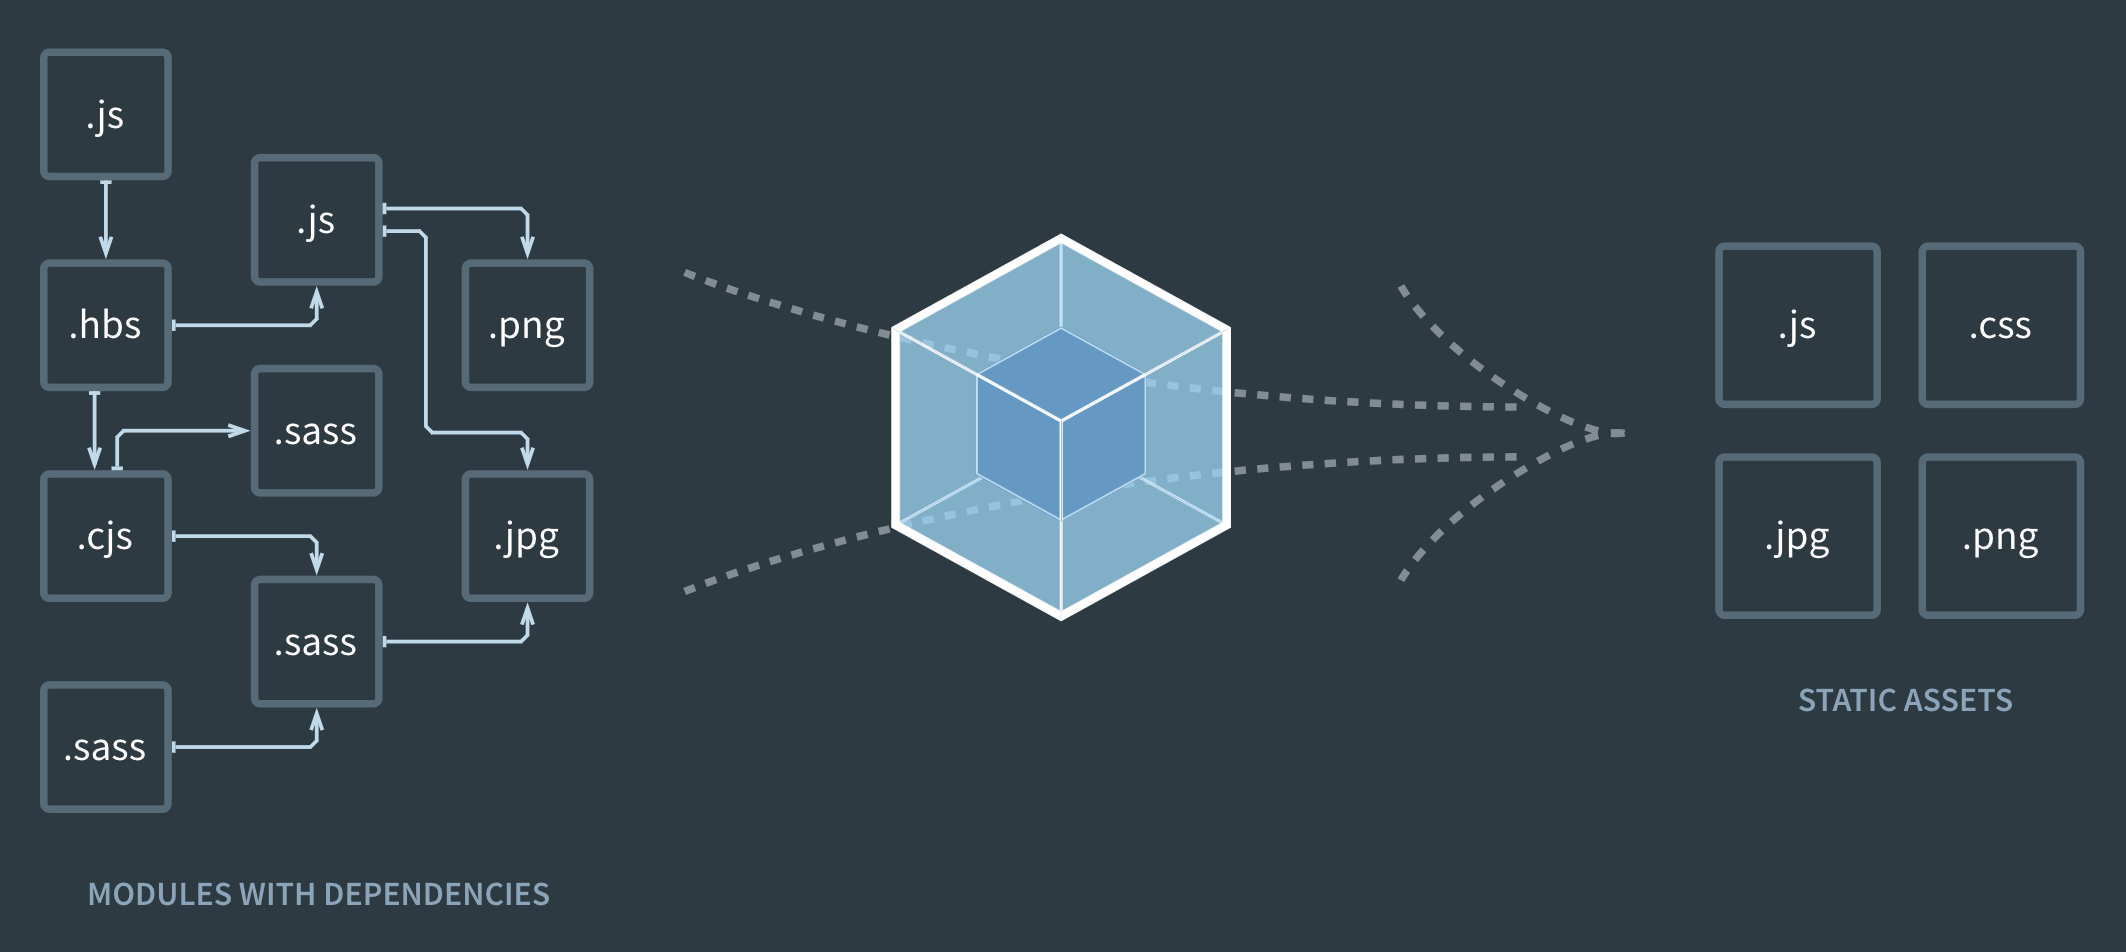 .js
.js
.hbs
.png
.sass
.cjs
.jpg
.sass
.sass
MODULES WITH DEPENDENCIES
.js
.css
.jpg
.png
STATIC ASSETS